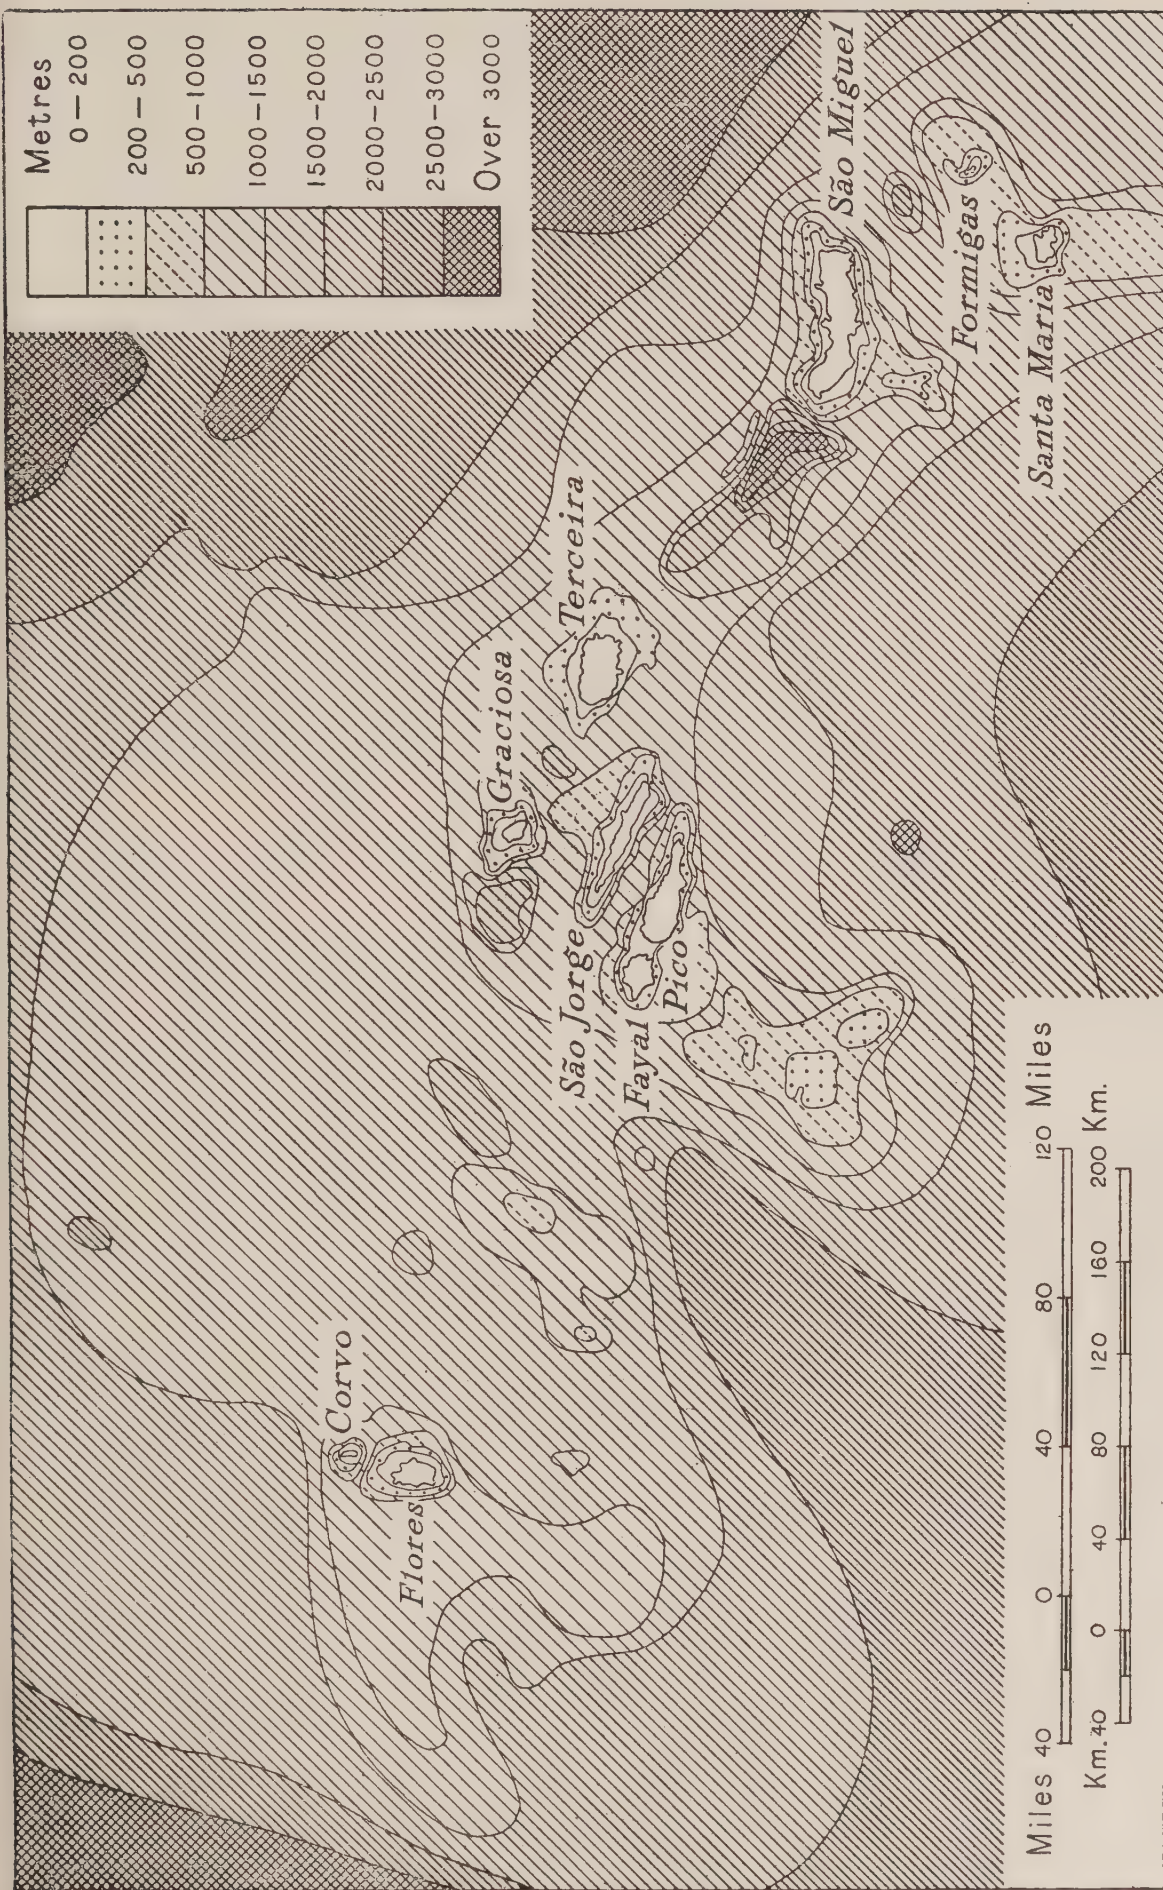 Metres
0—200
200-500
500-1000
1000-1500
1500-2000
2000-2500
2500-3000
Over 3000
Corvo
Flores
Graciosa
Terceira
São Jorge
Fayal
Pico
São Miguel
Formigas
Santa Maria
Miles 40 0 40 80 120 Miles
Km. 40 0 40 80 120 160 200 Km.